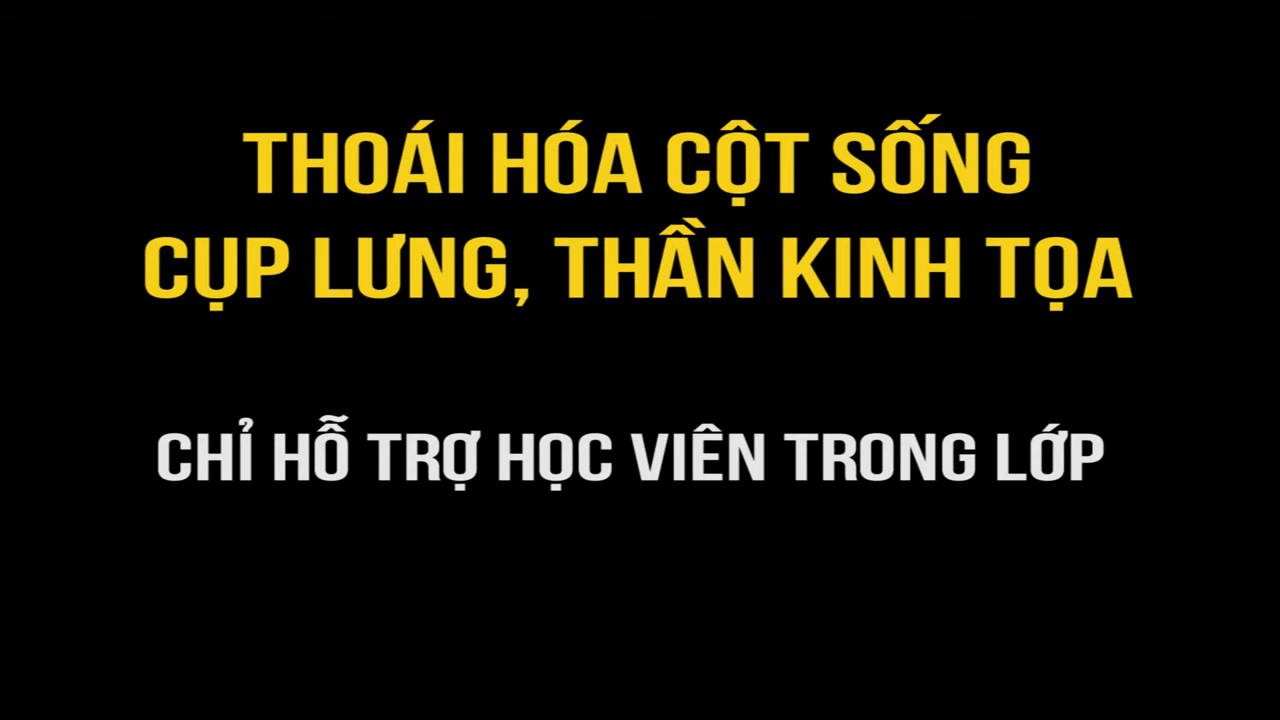 THOÁI HÓA CỘT SỐNG
CỤP LƯNG, THẦN KINH TỌA
CHỈ HỖ TRỢ HỌC VIÊN TRONG LỚP